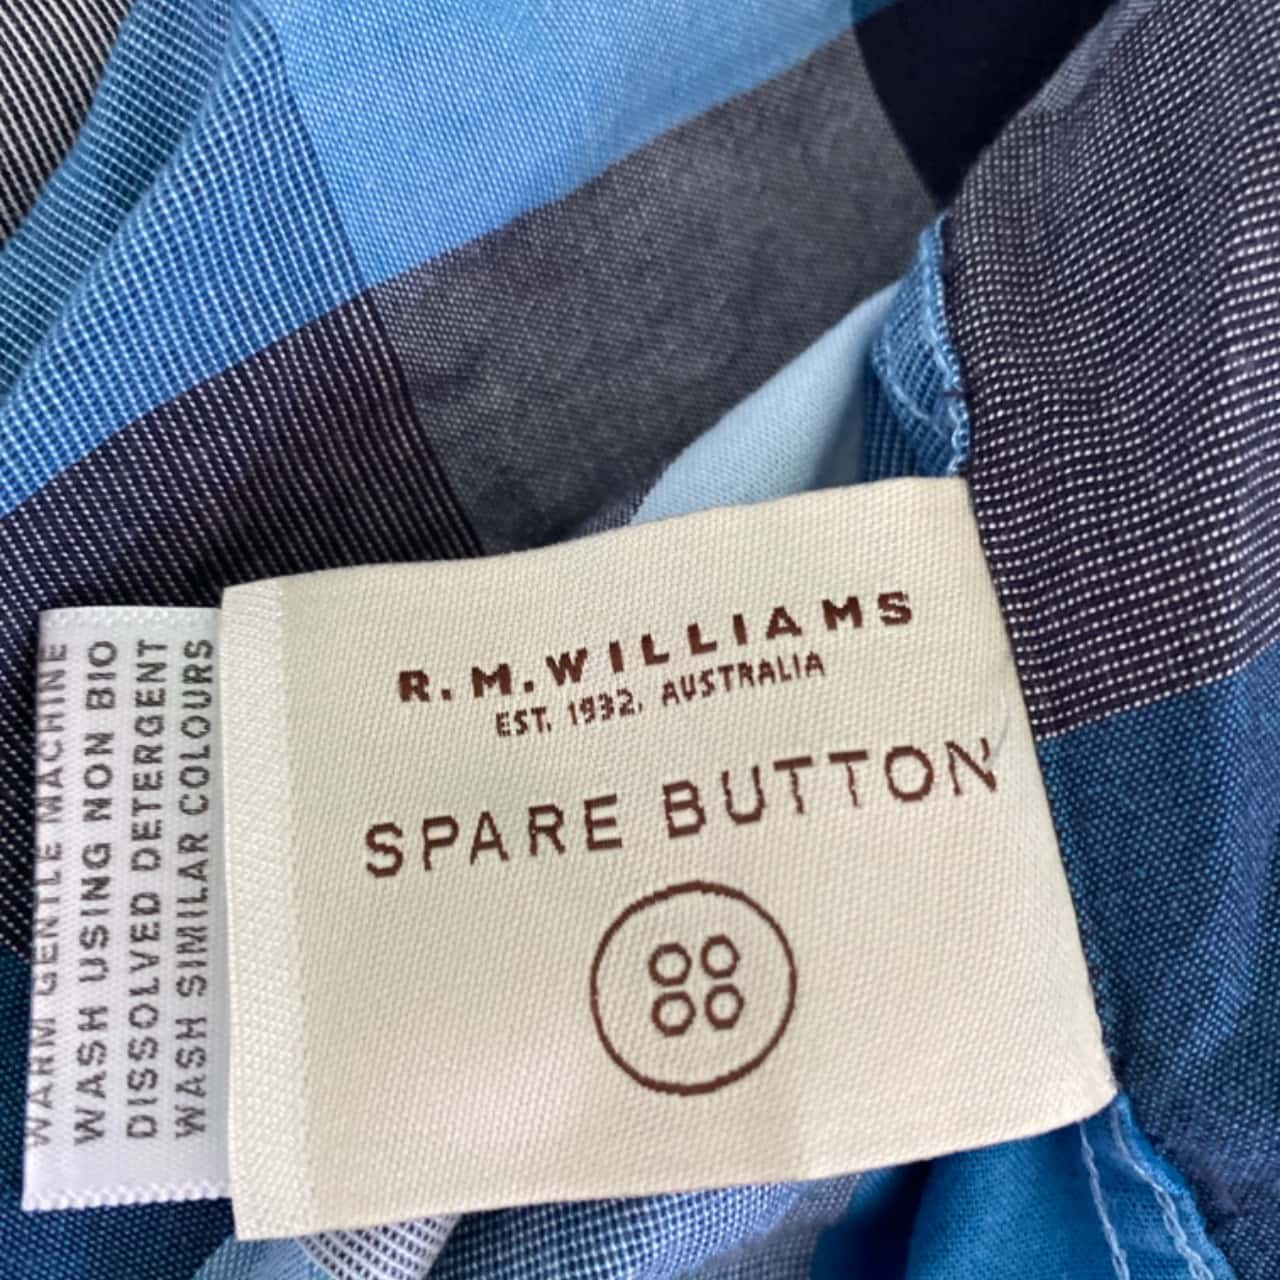 R.M.WILLIAMS
EST. 1932, AUSTRALIA
SPARE BUTTON
WARM GENTLE MACHINE
WASH USING NON BIO
DISSOLVED DETERGENT
WASH SIMILAR COLOURS